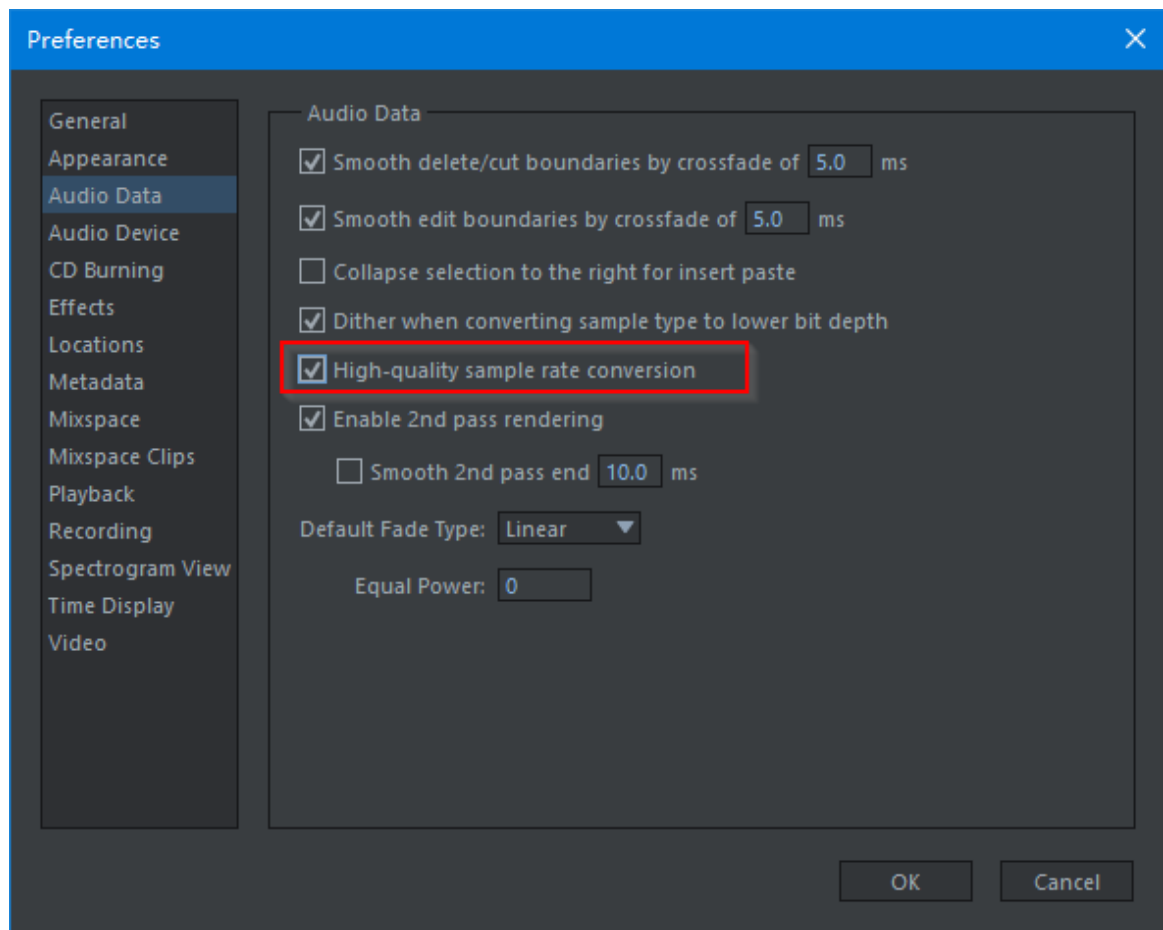 Preferences
General
Appearance
Audio Data
Audio Device
CD Burning
Effects
Locations
Metadata
Mixspace
Mixspace Clips
Playback
Recording
Spectrogram View
Time Display
Video
Audio Data
Smooth delete/cut boundaries by crossfade of 5.0 ms
Smooth edit boundaries by crossfade of 5.0 ms
Collapse selection to the right for insert paste
Dither when converting sample type to lower bit depth
High-quality sample rate conversion
Enable 2nd pass rendering
Smooth 2nd pass end 10.0 ms
Default Fade Type: Linear
Equal Power: 0
OK Cancel